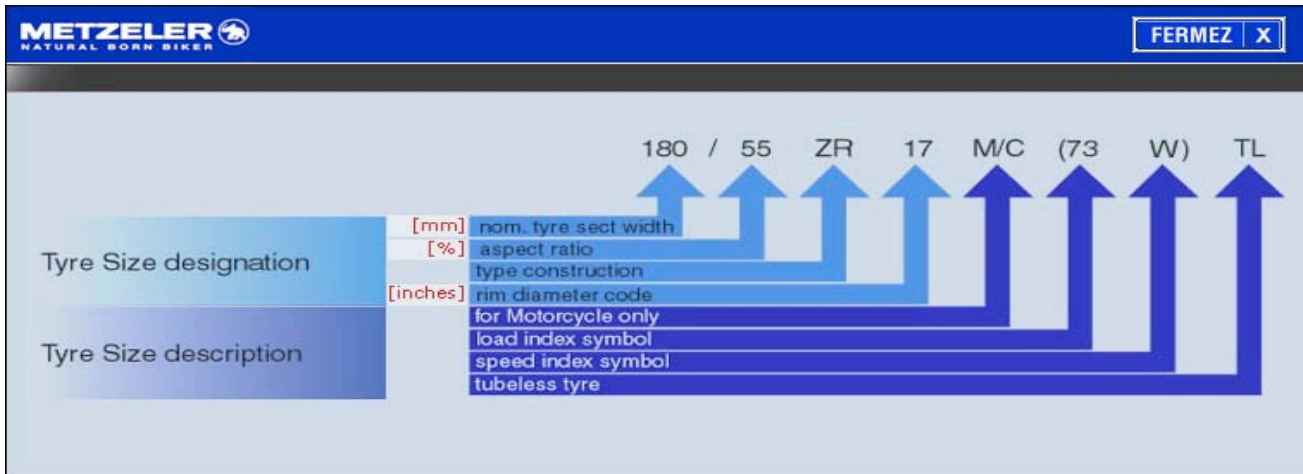 METZELER
NATURAL BORN BIKER
FERMEZ X
180 / 55 ZR 17 M/C (73 W) TL
[mm] nom. tyre sect width
[%] aspect ratio
Tyre Size designation
type construction
[inches] rim diameter code
for Motorcycle only
load index symbol
Tyre Size description
speed index symbol
tubeless tyre